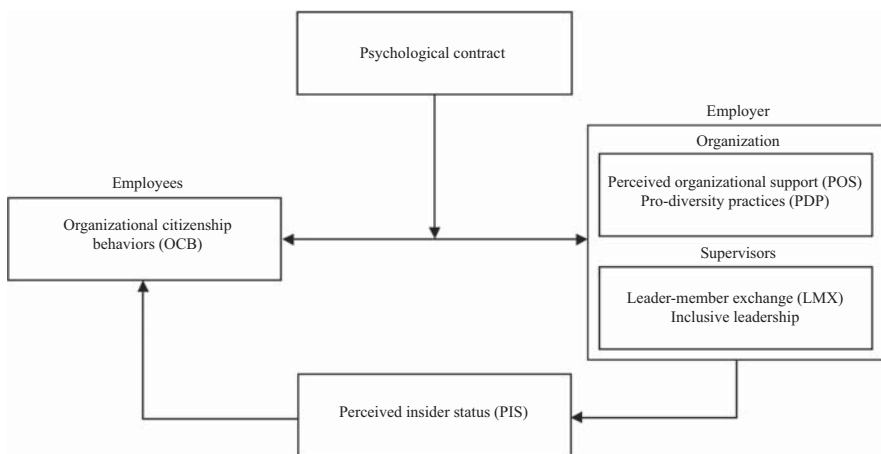 Psychological contract
Employer
Organization
Perceived organizational support (POS)
Pro-diversity practices (PDP)
Employees
Organizational citizenship
behaviors (OCB)
Supervisors
Leader-member exchange (LMX)
Inclusive leadership
Perceived insider status (PIS)